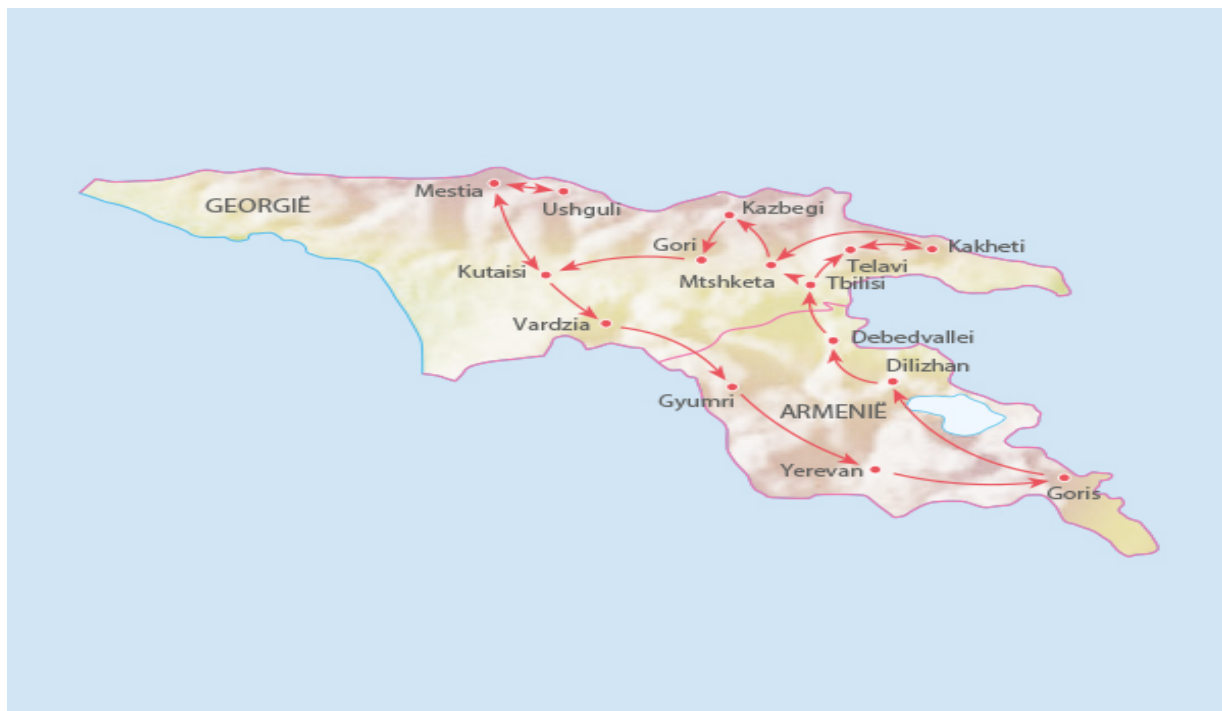 Mestia
GEORGIË
Ushguli
Kazbegi
Gori
Kakheti
Telavi
Kutaisi
Mtshketa
Tbilisi
Vardzia
Debedvallei
Dilizhan
Gyumri
ARMENIË
Yerevan
Goris